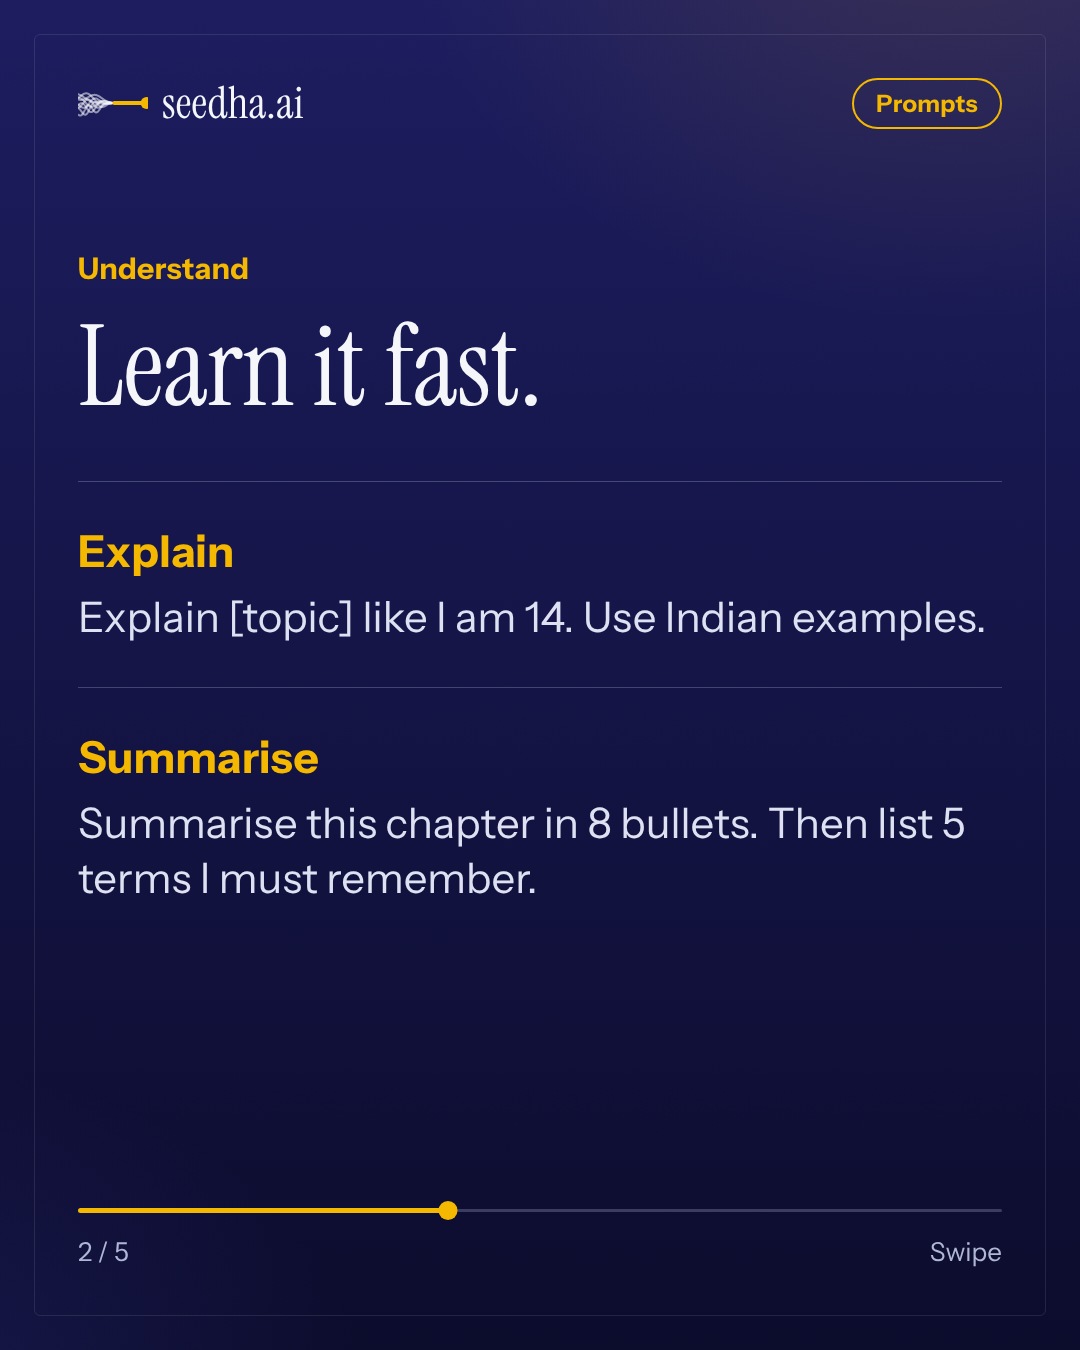 seedha.ai
Prompts
Understand
Learn it fast.
Explain
Explain [topic] like I am 14. Use Indian examples.
Summarise
Summarise this chapter in 8 bullets. Then list 5
terms I must remember.
2 / 5
Swipe